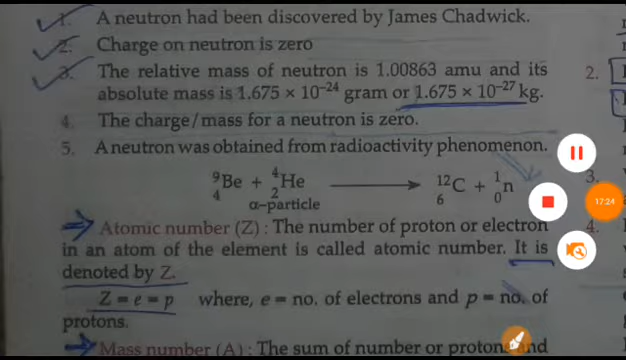 1. A neutron had been discovered by James Chadwick.
2. Charge on neutron is zero
3. The relative mass of neutron is 1.00863 amu and its
absolute mass is 1.675 × 10⁻²⁴ gram or 1.675 × 10⁻²⁷ kg.
4. The charge/mass for a neutron is zero.
5. A neutron was obtained from radioactivity phenomenon.
⁹₄Be + ⁴₂He ⟶ ¹²₆C + ¹₀n
α-particle
Atomic number (Z) : The number of proton or electron
in an atom of the element is called atomic number. It is
denoted by Z.
Z = e = p where, e = no. of electrons and p = no. of
protons.
Mass number (A) : The sum of number or protons and
2.
3.
17:24
4.